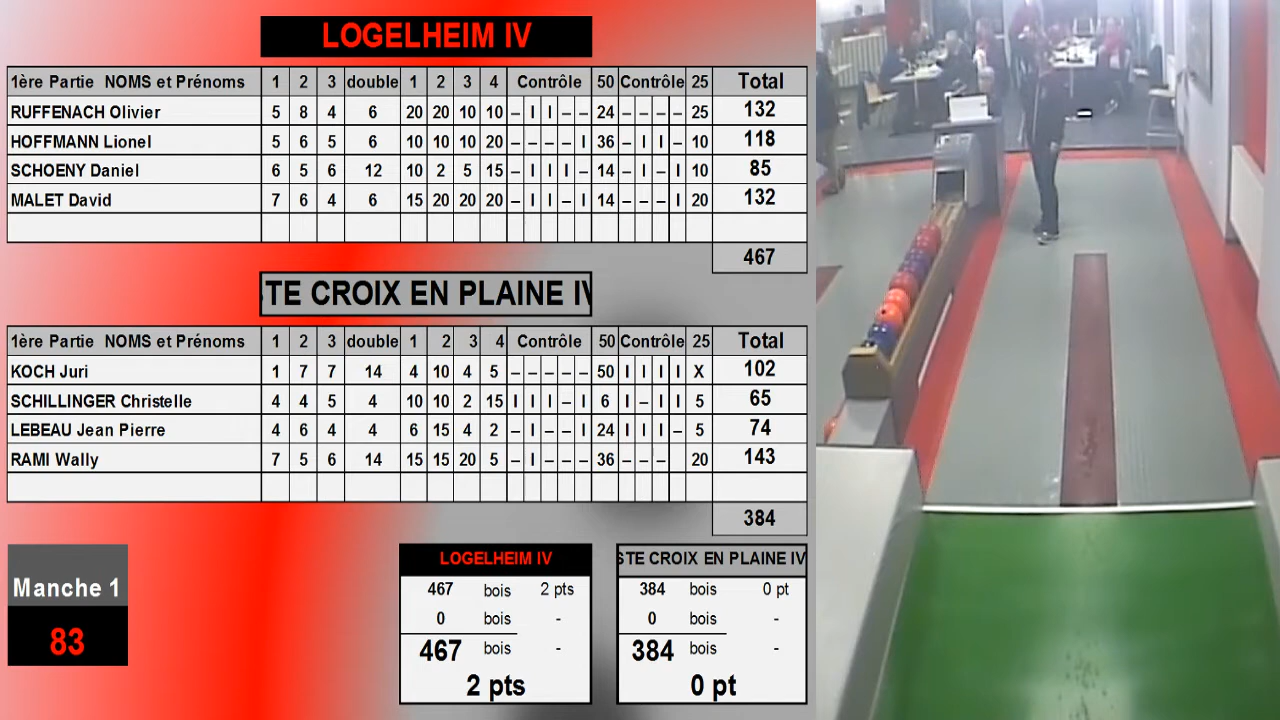 LOGELHEIM IV
1ère Partie NOMS et Prénoms 1 2 3 double 1 2 3 4 Contrôle 50 Contrôle 25 Total
RUFFENACH Olivier 5 8 4 6 20 20 10 10 – I I – – 24 – – – – 25 132
HOFFMANN Lionel 5 6 5 6 10 10 10 20 – – – – I 36 – I I – 10 118
SCHOENY Daniel 6 5 6 12 10 2 5 15 – I I I – 14 – I – I 10 85
MALET David 7 6 4 6 15 20 20 20 – I I – I 14 – – – I 20 132
467
STE CROIX EN PLAINE IV
1ère Partie NOMS et Prénoms 1 2 3 double 1 2 3 4 Contrôle 50 Contrôle 25 Total
KOCH Juri 1 7 7 14 4 10 4 5 – – – – – 50 I I I I X 102
SCHILLINGER Christelle 4 4 5 4 10 10 2 15 I I I – I 6 I – I I 5 65
LEBEAU Jean Pierre 4 6 4 4 6 15 4 2 – I – – I 24 I I I – 5 74
RAMI Wally 7 5 6 14 15 15 20 5 – I – – – 36 – – – 20 143
384
Manche 1
83
LOGELHEIM IV
467 bois 2 pts
0 bois -
467 bois -
2 pts
STE CROIX EN PLAINE IV
384 bois 0 pt
0 bois -
384 bois -
0 pt